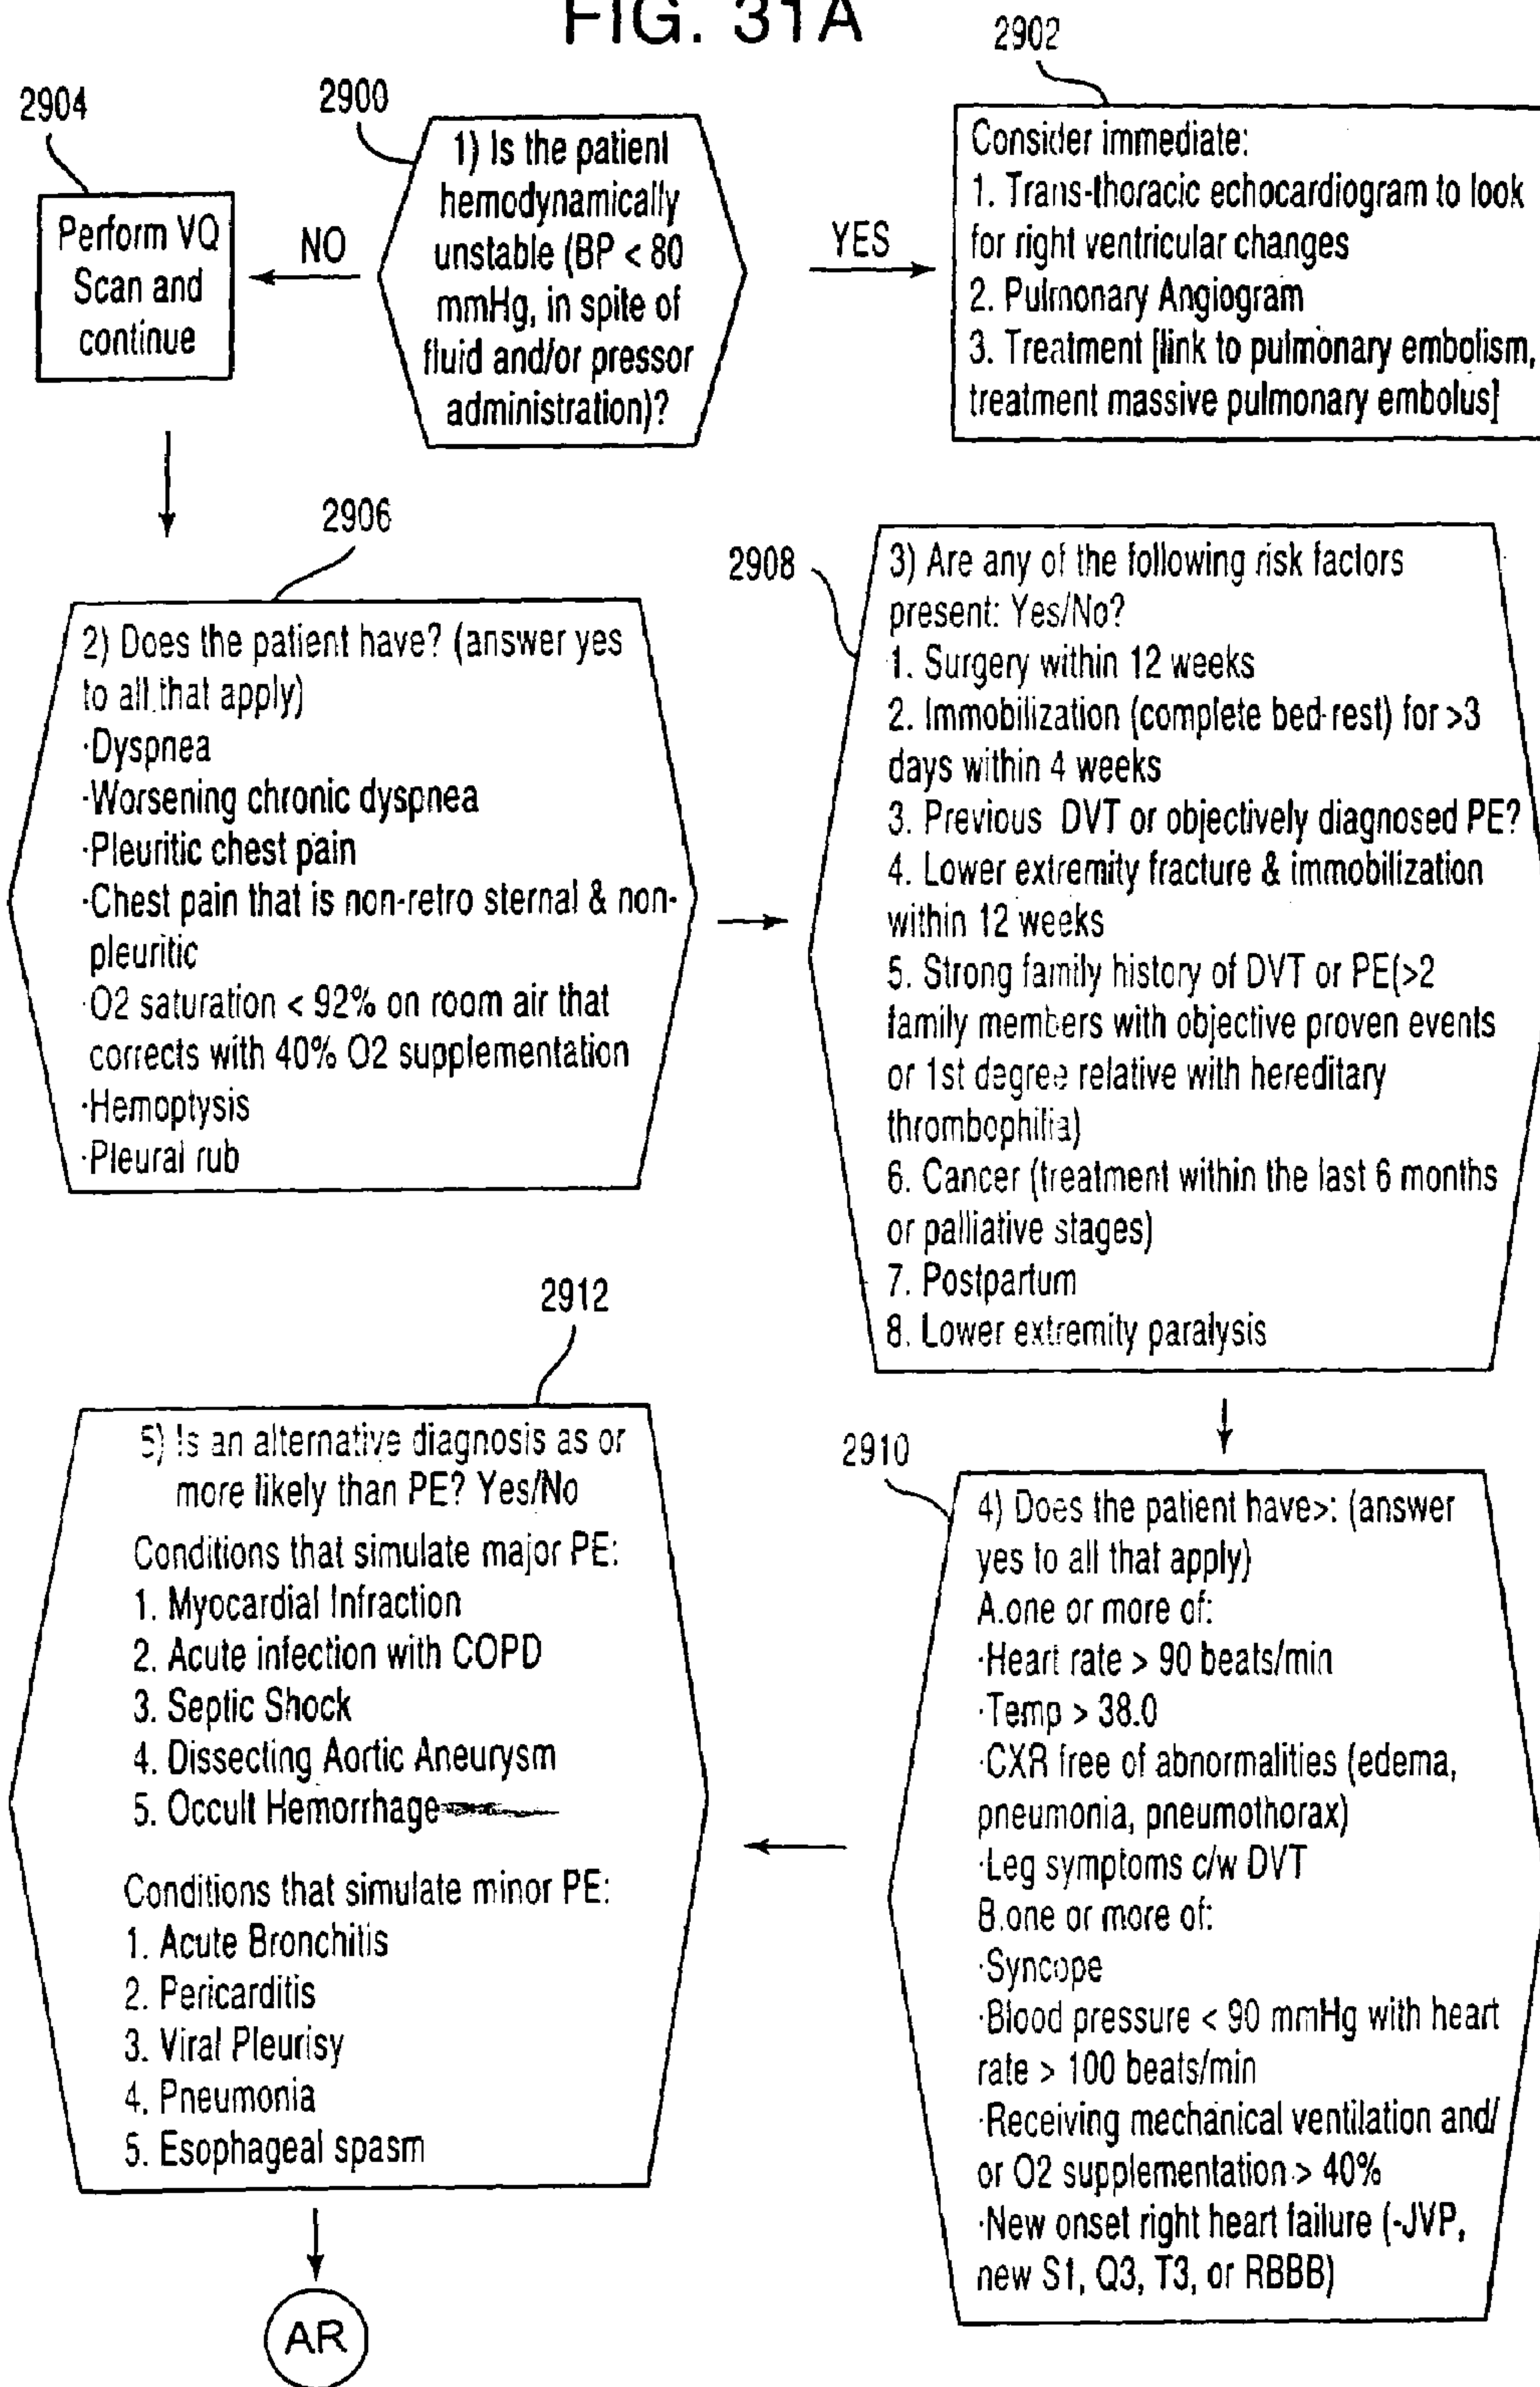 FIG. 31A
2902
2904
2900
1) Is the patient
hemodynamically
unstable (BP < 80
mmHg, in spite of
fluid and/or pressor
administration)?
Perform VQ
Scan and
continue
NO
YES
Consider immediate:
1. Trans-thoracic echocardiogram to look
for right ventricular changes
2. Pulmonary Angiogram
3. Treatment [link to pulmonary embolism,
treatment massive pulmonary embolus]
2906
2) Does the patient have? (answer yes
to all that apply)
·Dyspnea
·Worsening chronic dyspnea
·Pleuritic chest pain
·Chest pain that is non-retro sternal & non-
pleuritic
·O2 saturation < 92% on room air that
corrects with 40% O2 supplementation
·Hemoptysis
·Pleural rub
2908
3) Are any of the following risk factors
present: Yes/No?
1. Surgery within 12 weeks
2. Immobilization (complete bed-rest) for >3
days within 4 weeks
3. Previous DVT or objectively diagnosed PE?
4. Lower extremity fracture & immobilization
within 12 weeks
5. Strong family history of DVT or PE(>2
family members with objective proven events
or 1st degree relative with hereditary
thrombophilia)
6. Cancer (treatment within the last 6 months
or palliative stages)
7. Postpartum
8. Lower extremity paralysis
2910
4) Does the patient have>: (answer
yes to all that apply)
A.one or more of:
·Heart rate > 90 beats/min
·Temp > 38.0
·CXR free of abnormalities (edema,
pneumonia, pneumothorax)
·Leg symptoms c/w DVT
B.one or more of:
·Syncope
·Blood pressure < 90 mmHg with heart
rate > 100 beats/min
·Receiving mechanical ventilation and/
or O2 supplementation > 40%
·New onset right heart failure (-JVP,
new S1, Q3, T3, or RBBB)
2912
5) Is an alternative diagnosis as or
more likely than PE? Yes/No
Conditions that simulate major PE:
1. Myocardial Infraction
2. Acute infection with COPD
3. Septic Shock
4. Dissecting Aortic Aneurysm
5. Occult Hemorrhage
Conditions that simulate minor PE:
1. Acute Bronchitis
2. Pericarditis
3. Viral Pleurisy
4. Pneumonia
5. Esophageal spasm
AR